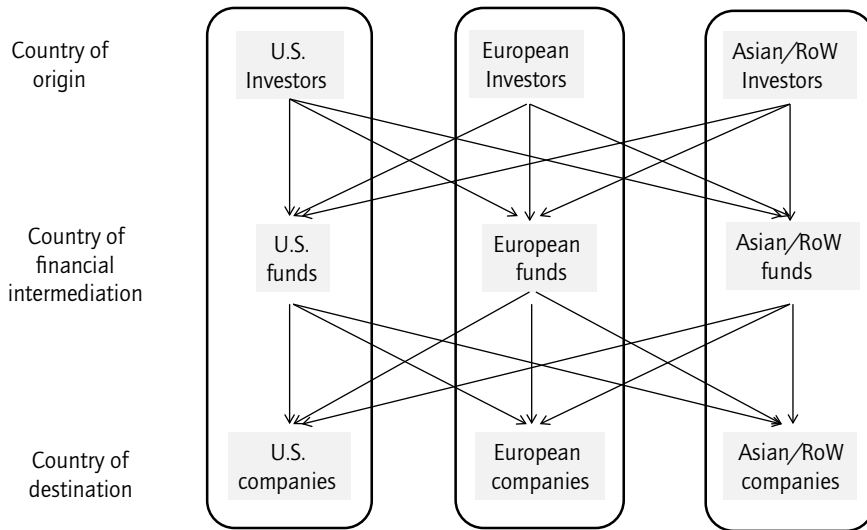 Country of
origin
U.S.
Investors
European
Investors
Asian/RoW
Investors
Country of
financial
intermediation
U.S.
funds
European
funds
Asian/RoW
funds
Country of
destination
U.S.
companies
European
companies
Asian/RoW
companies